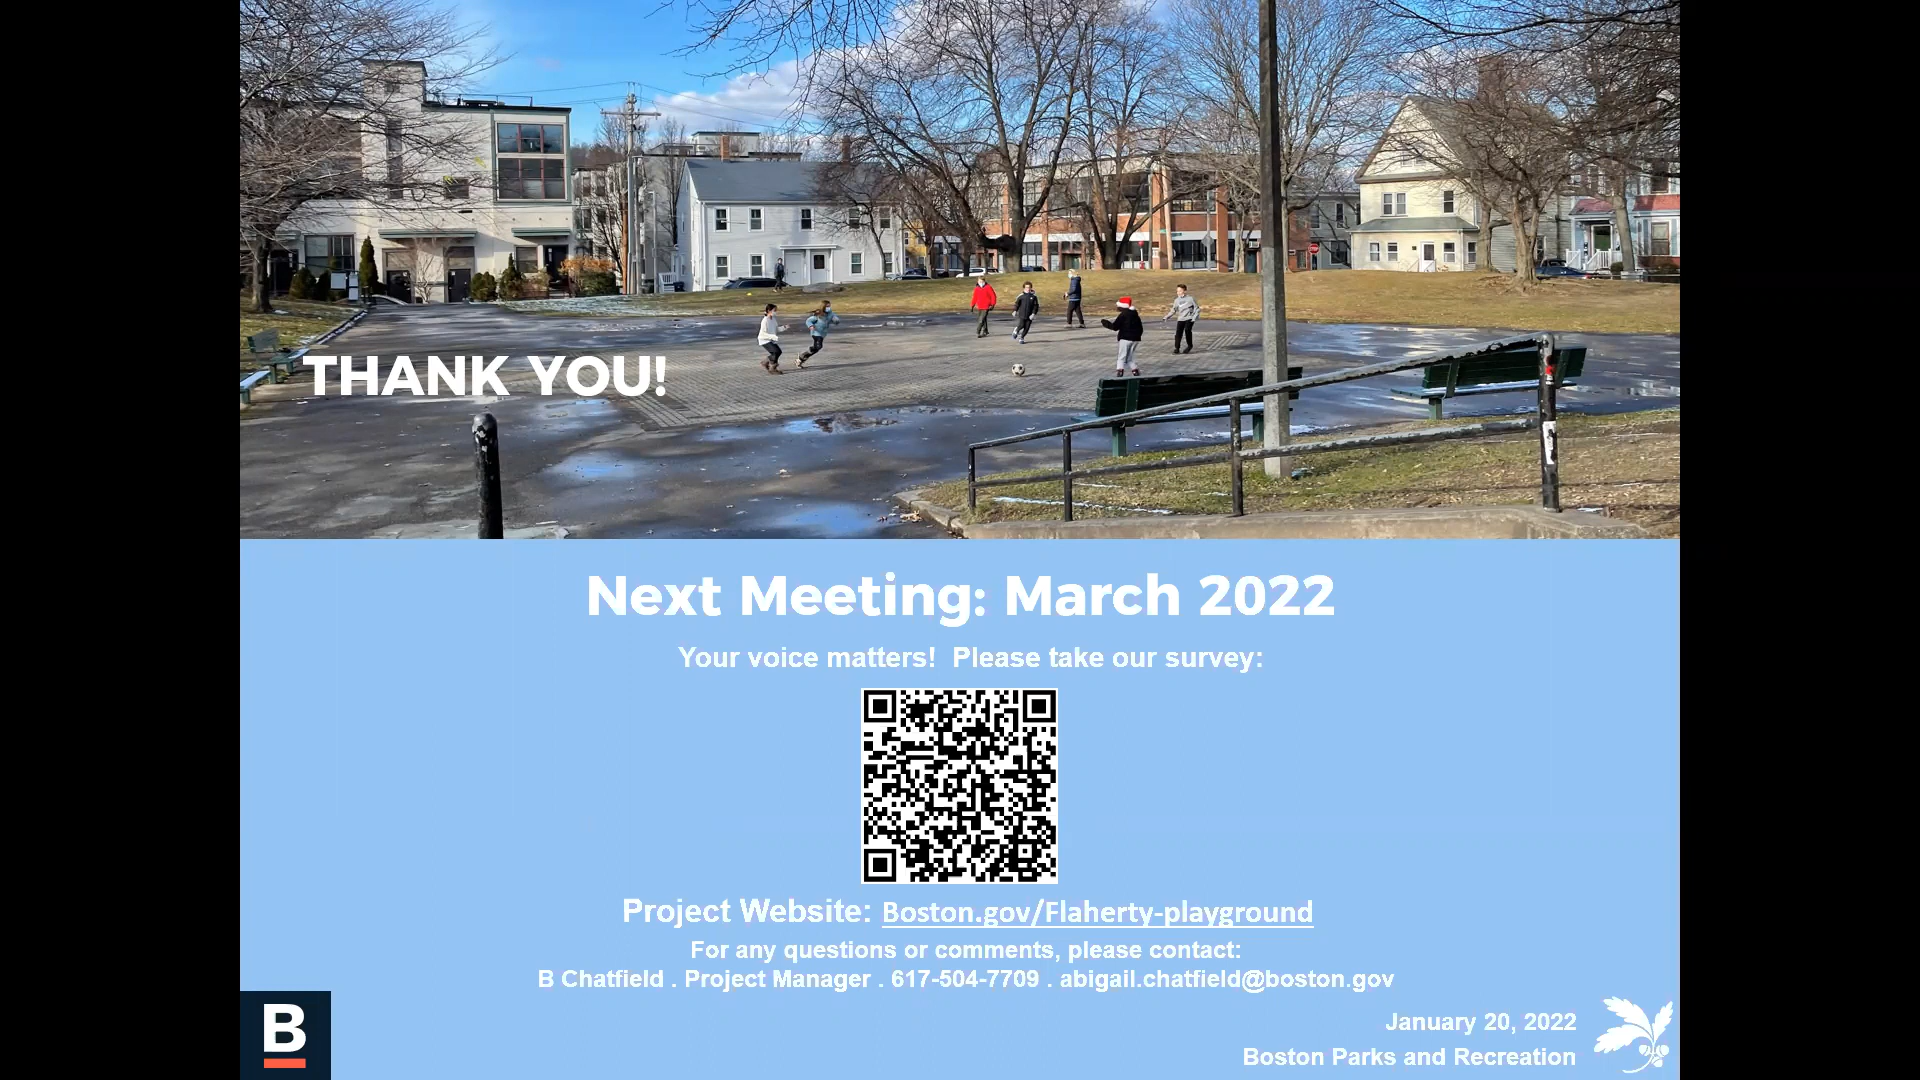 THANK YOU!
Next Meeting: March 2022
Your voice matters! Please take our survey:
Project Website: Boston.gov/Flaherty-playground
For any questions or comments, please contact:
B Chatfield . Project Manager . 617-504-7709 . abigail.chatfield@boston.gov
B
January 20, 2022
Boston Parks and Recreation